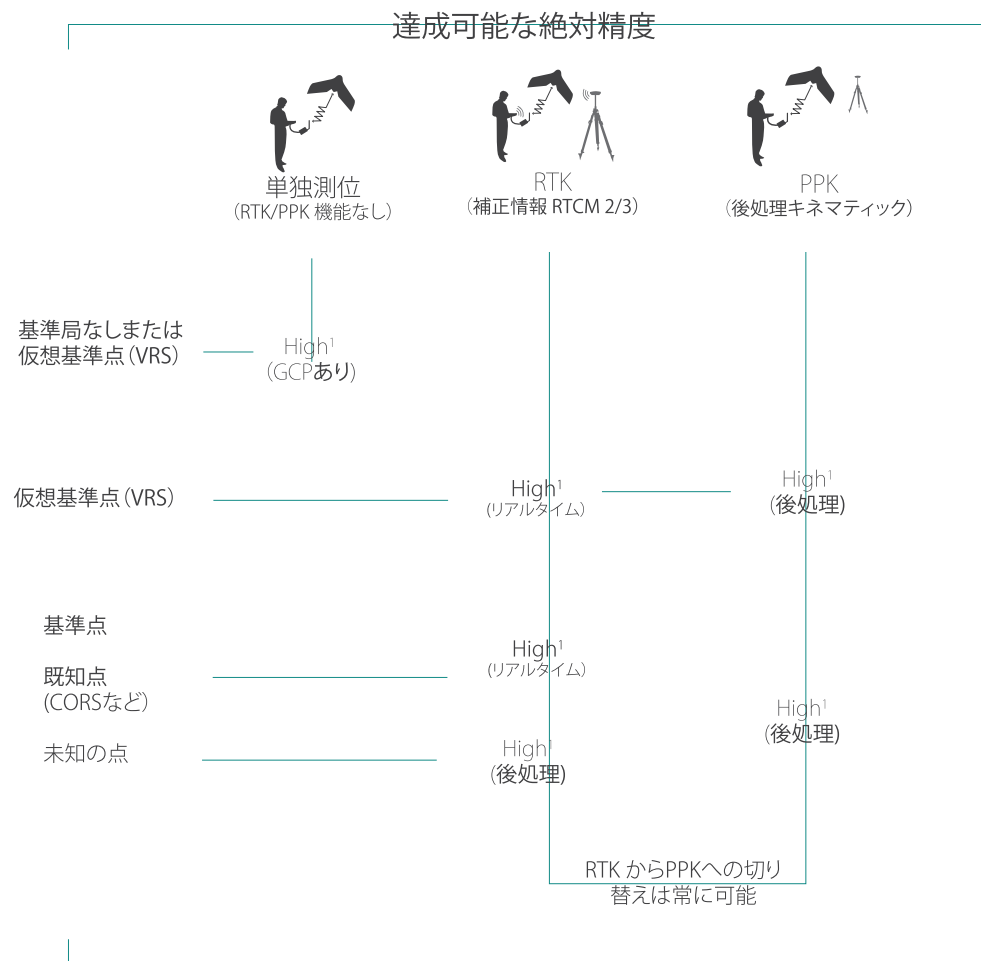 達成可能な絶対精度
単独測位
（RTK/PPK 機能なし）
RTK
（補正情報 RTCM 2/3）
PPK
（後処理キネマティック）
基準局なしまたは
仮想基準点（VRS）
High¹
（GCPあり）
仮想基準点（VRS）
High¹
（リアルタイム）
High¹
（後処理）
基準点
既知点
（CORSなど）
High¹
（リアルタイム）
High¹
（後処理）
未知の点
High¹
（後処理）
RTK からPPKへの切り
替えは常に可能